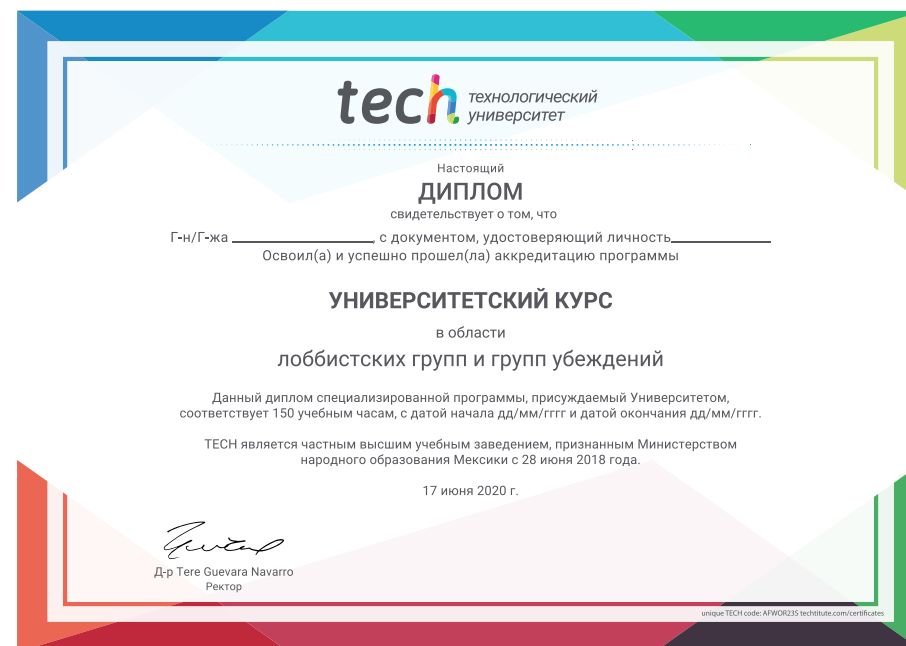 tech технологический
университет
Настоящий
ДИПЛОМ
свидетельствует о том, что
Г-н/Г-жа ____________________, с документом, удостоверяющий личность______________
Освоил(а) и успешно прошел(ла) аккредитацию программы
УНИВЕРСИТЕТСКИЙ КУРС
в области
лоббистских групп и групп убеждений
Данный диплом специализированной программы, присуждаемый Университетом,
соответствует 150 учебным часам, с датой начала дд/мм/гггг и датой окончания дд/мм/гггг.
TECH является частным высшим учебным заведением, признанным Министерством
народного образования Мексики с 28 июня 2018 года.
17 июня 2020 г.
Д-р Tere Guevara Navarro
Ректор
unique TECH code: AFWOR23S techtitute.com/certificates